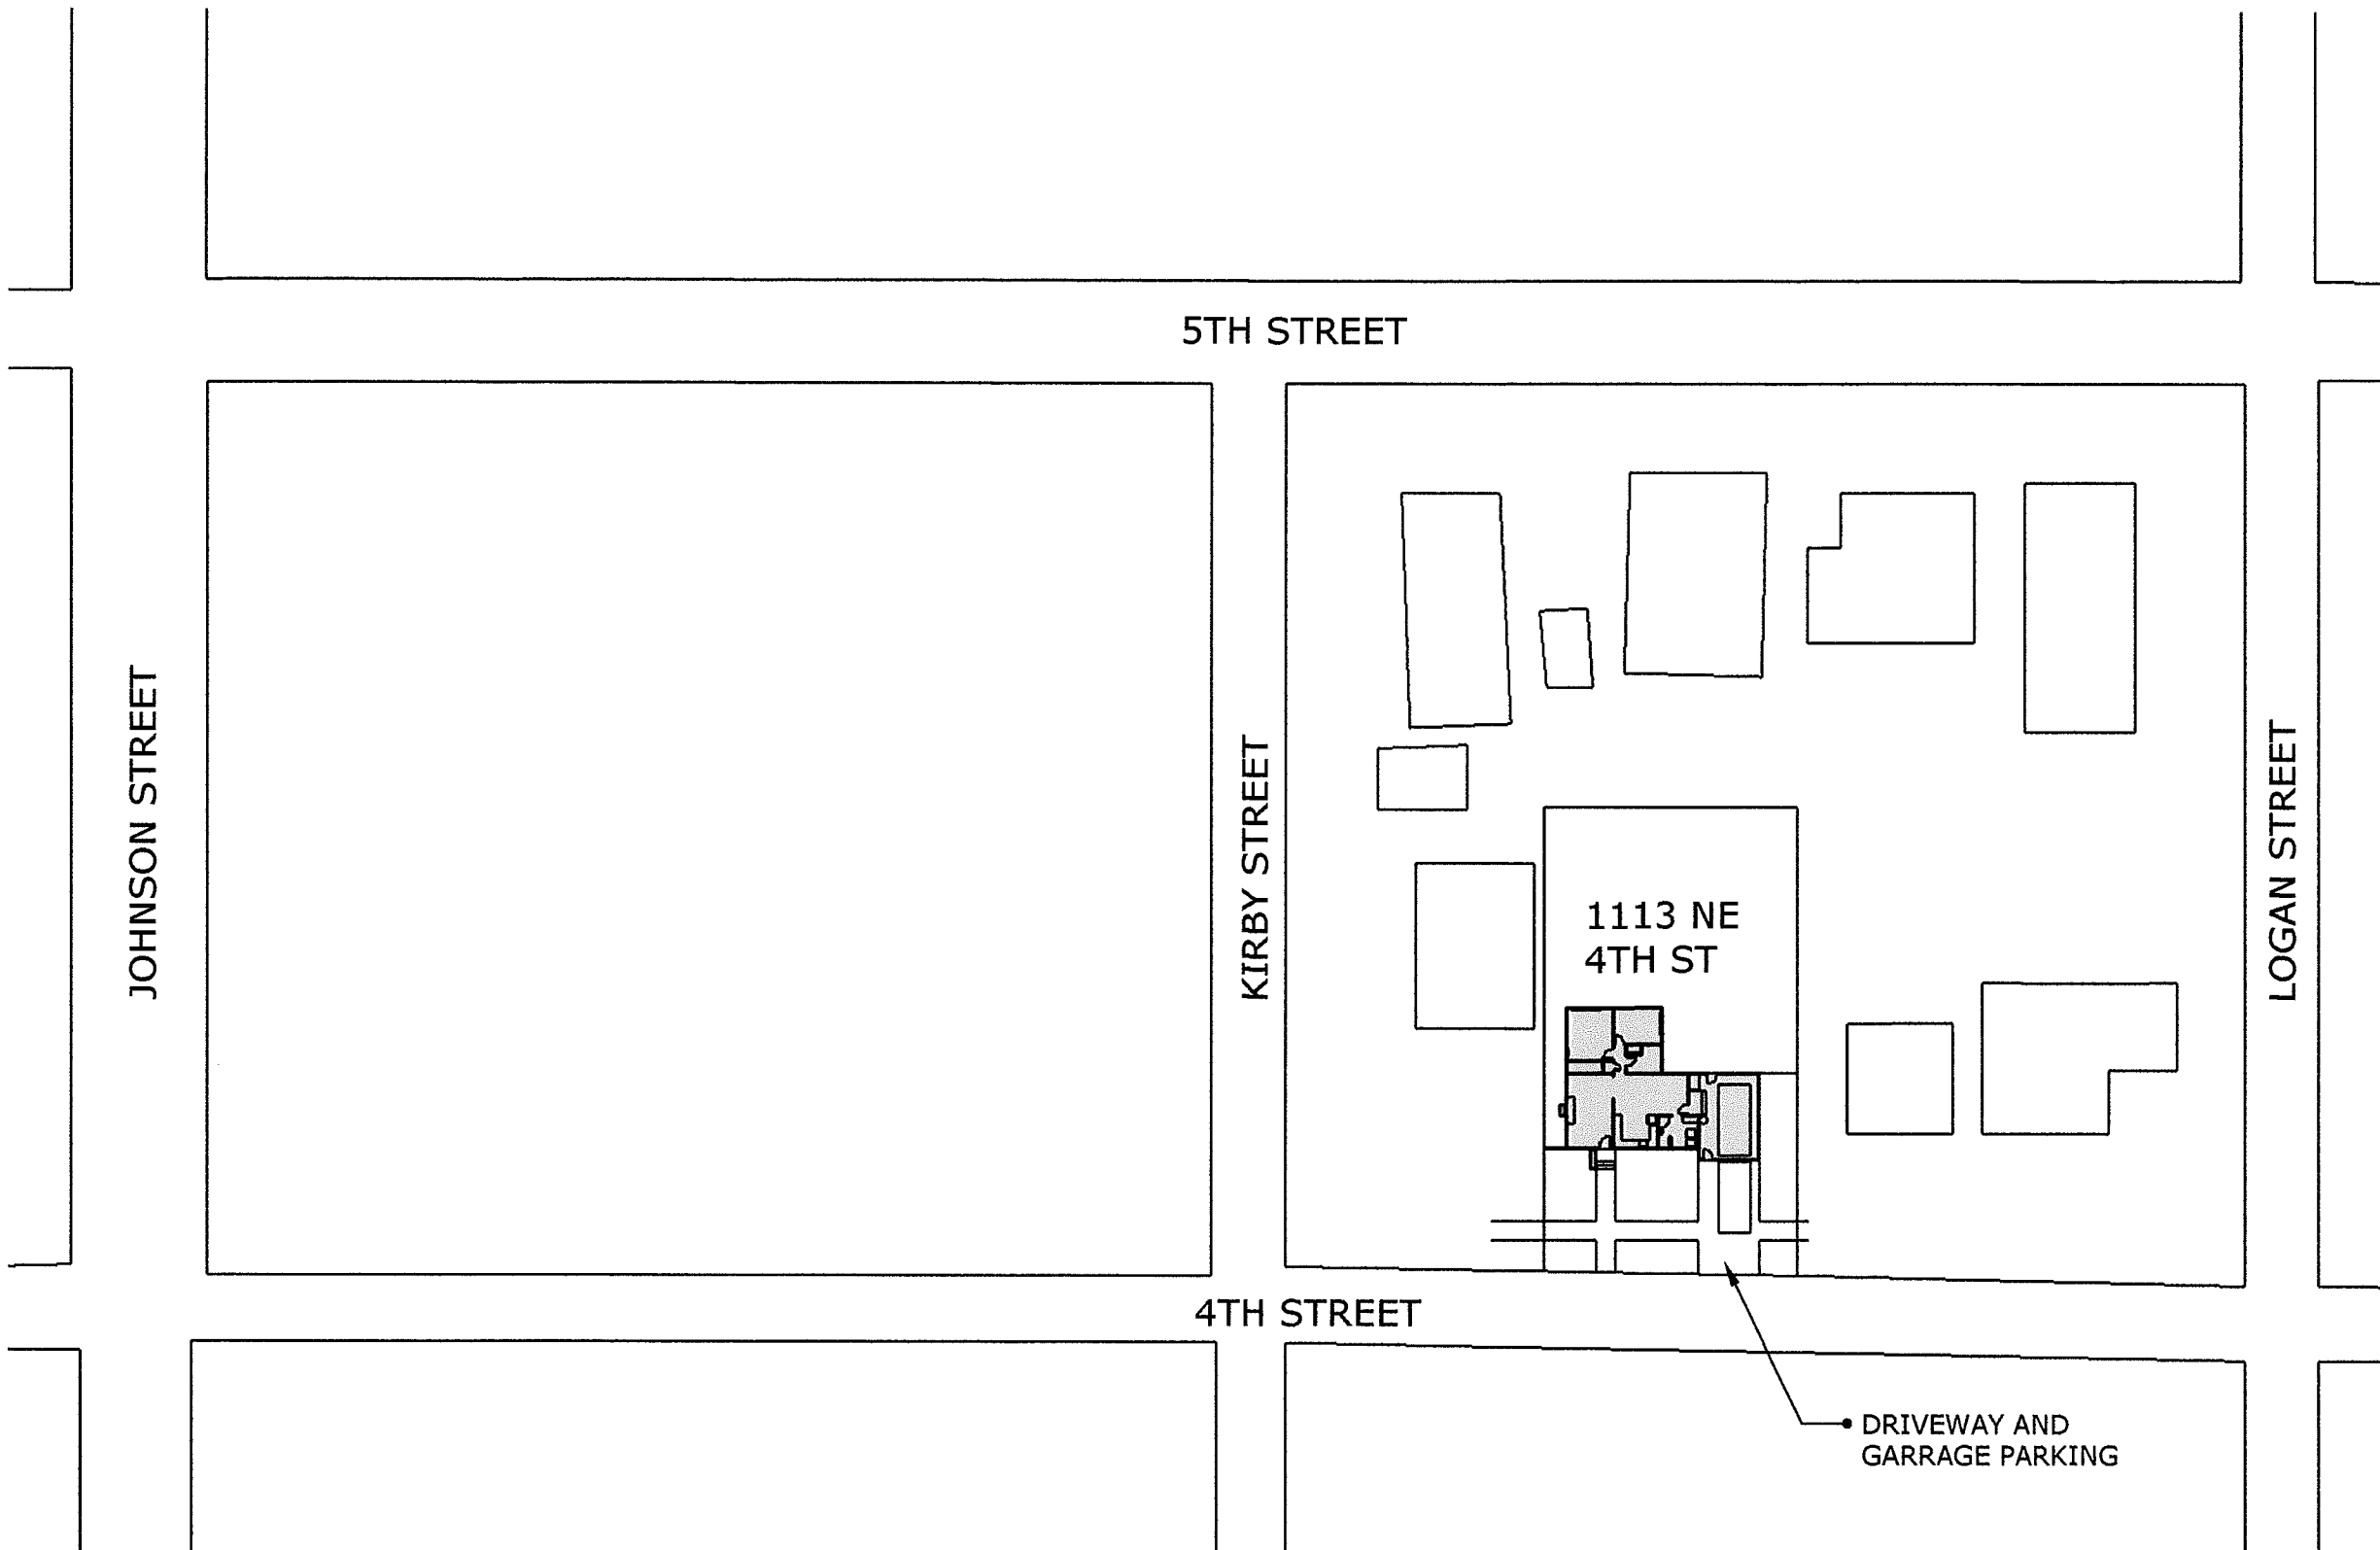 5TH STREET
JOHNSON STREET
KIRBY STREET
LOGAN STREET
1113 NE
4TH ST
4TH STREET
DRIVEWAY AND
GARRAGE PARKING